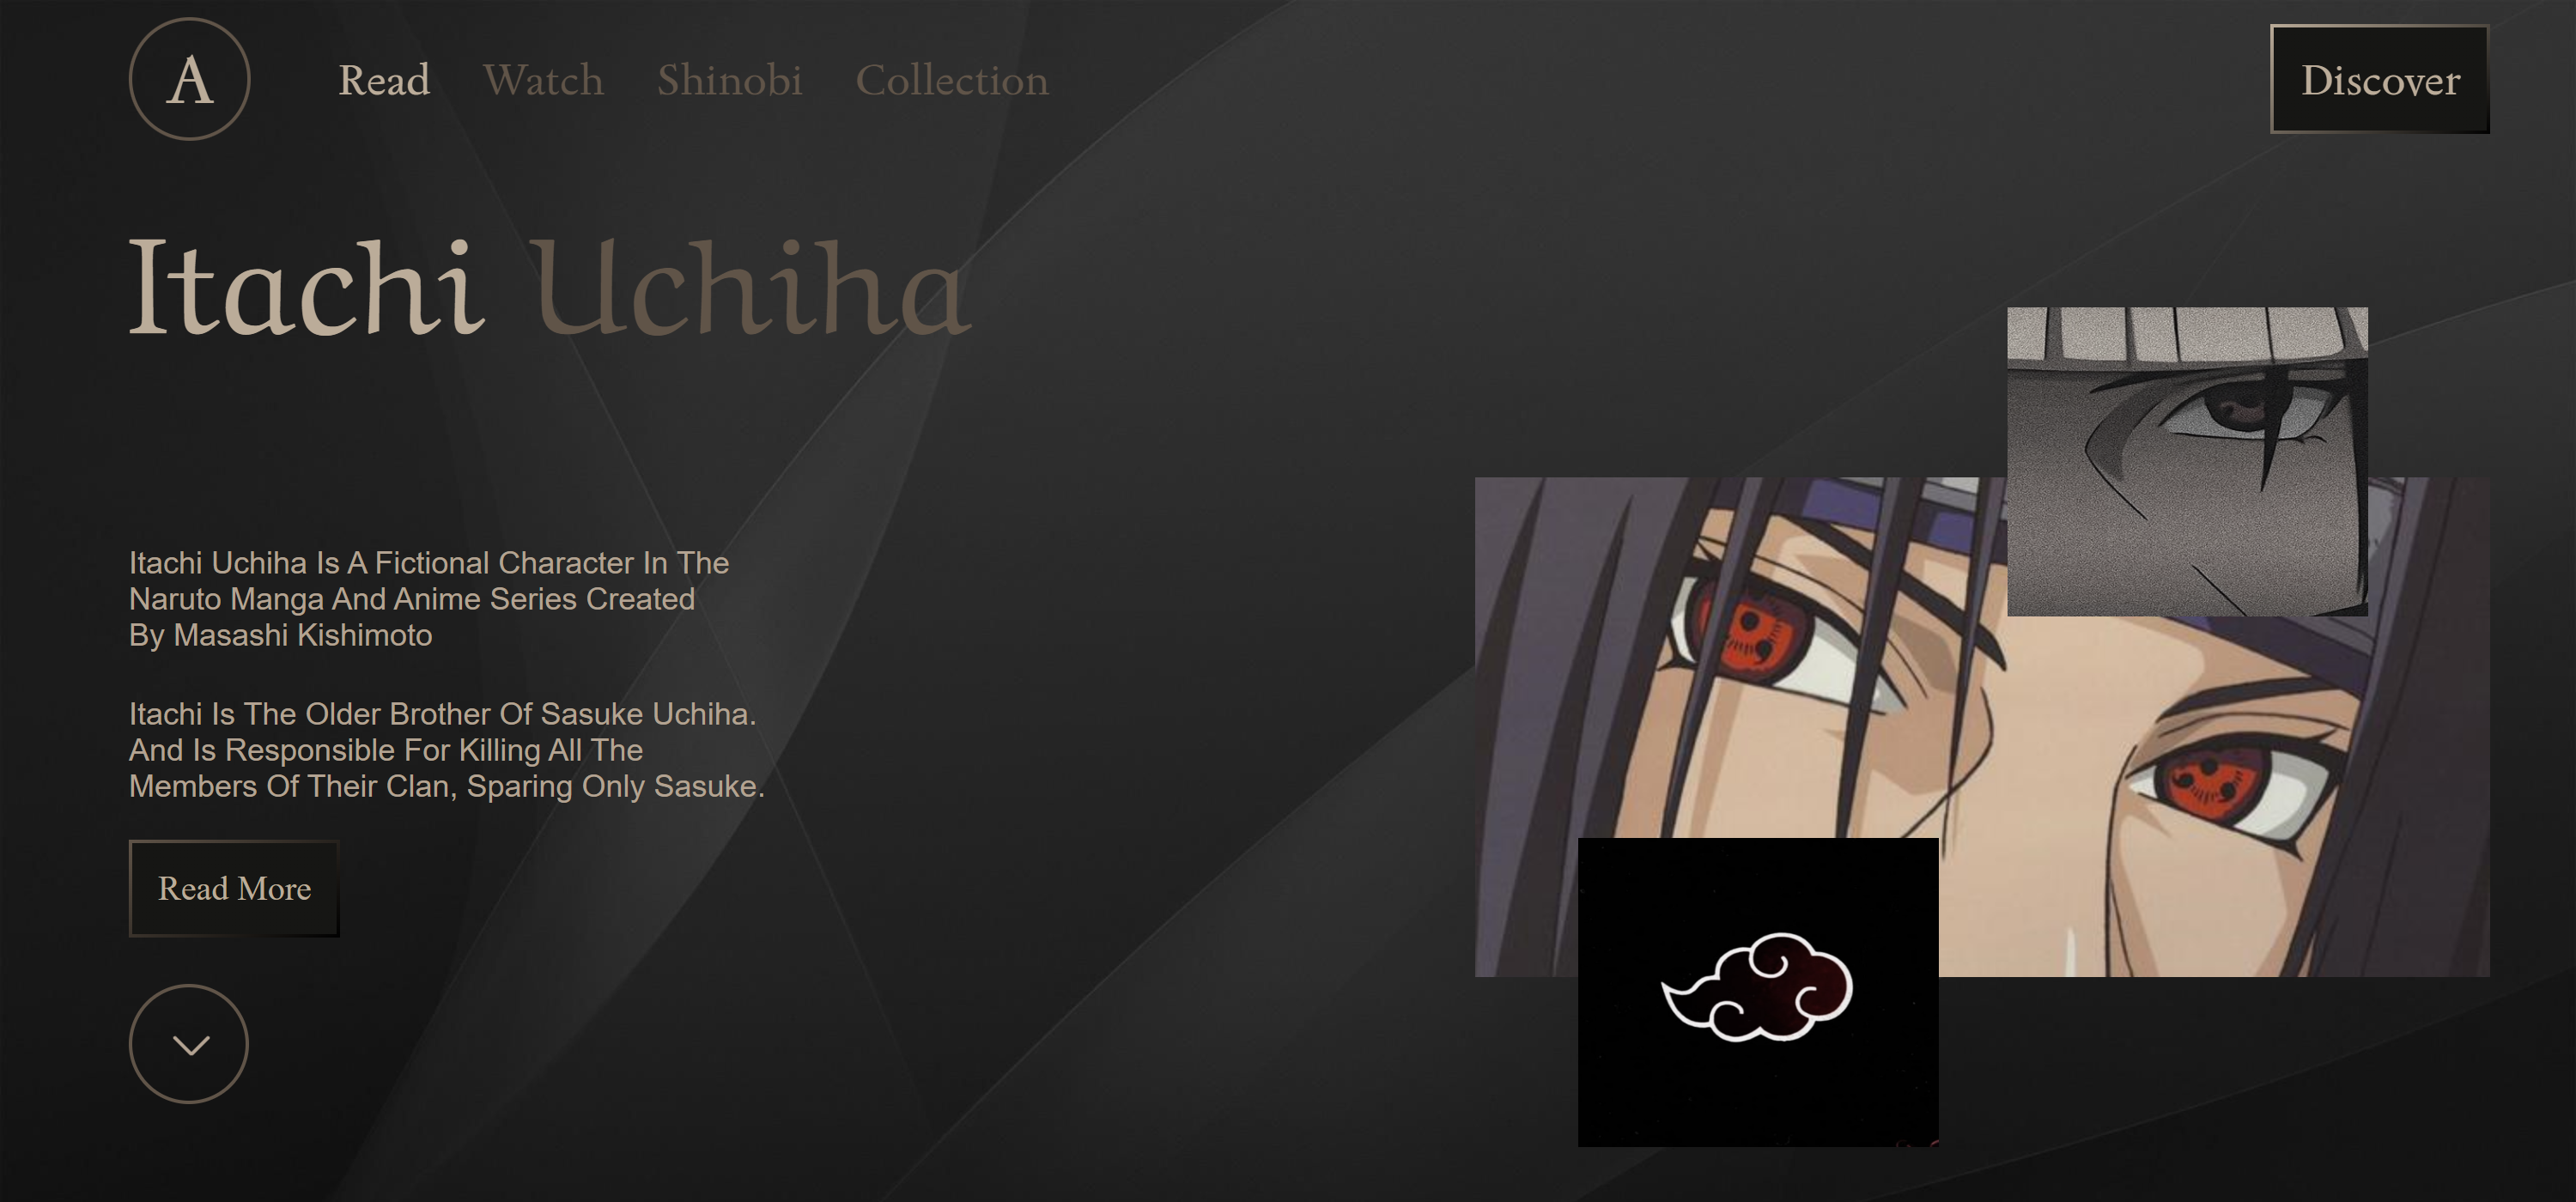 A
Read Watch Shinobi Collection
Discover
Itachi Uchiha
Itachi Uchiha Is A Fictional Character In The
Naruto Manga And Anime Series Created
By Masashi Kishimoto
Itachi Is The Older Brother Of Sasuke Uchiha.
And Is Responsible For Killing All The
Members Of Their Clan, Sparing Only Sasuke.
Read More